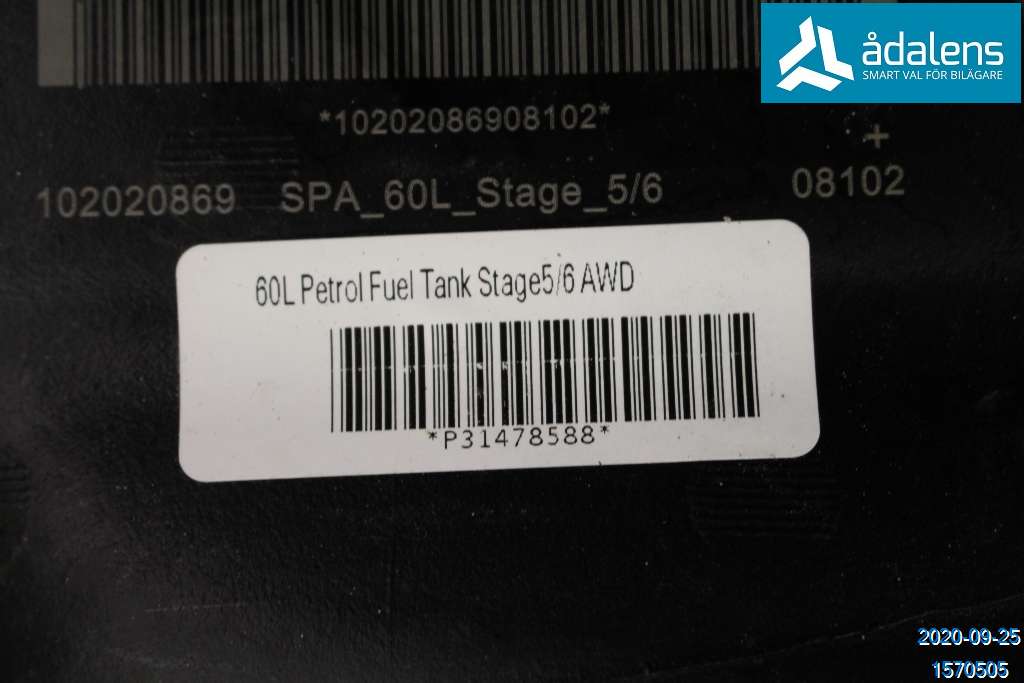 ådalens
SMART VAL FÖR BILÄGARE
*10202086908102*
+
102020869 SPA_60L_Stage_5/6 08102
60L Petrol Fuel Tank Stage5/6 AWD
*P31478588*
2020-09-25
1570505